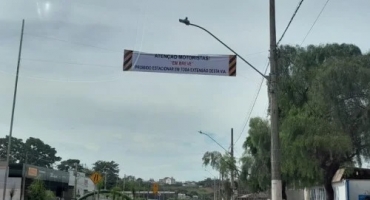 ATENÇÃO MOTORISTAS!
EM BREVE
PROIBIDO ESTACIONAR EM TODA EXTENSÃO DESTA VIA.